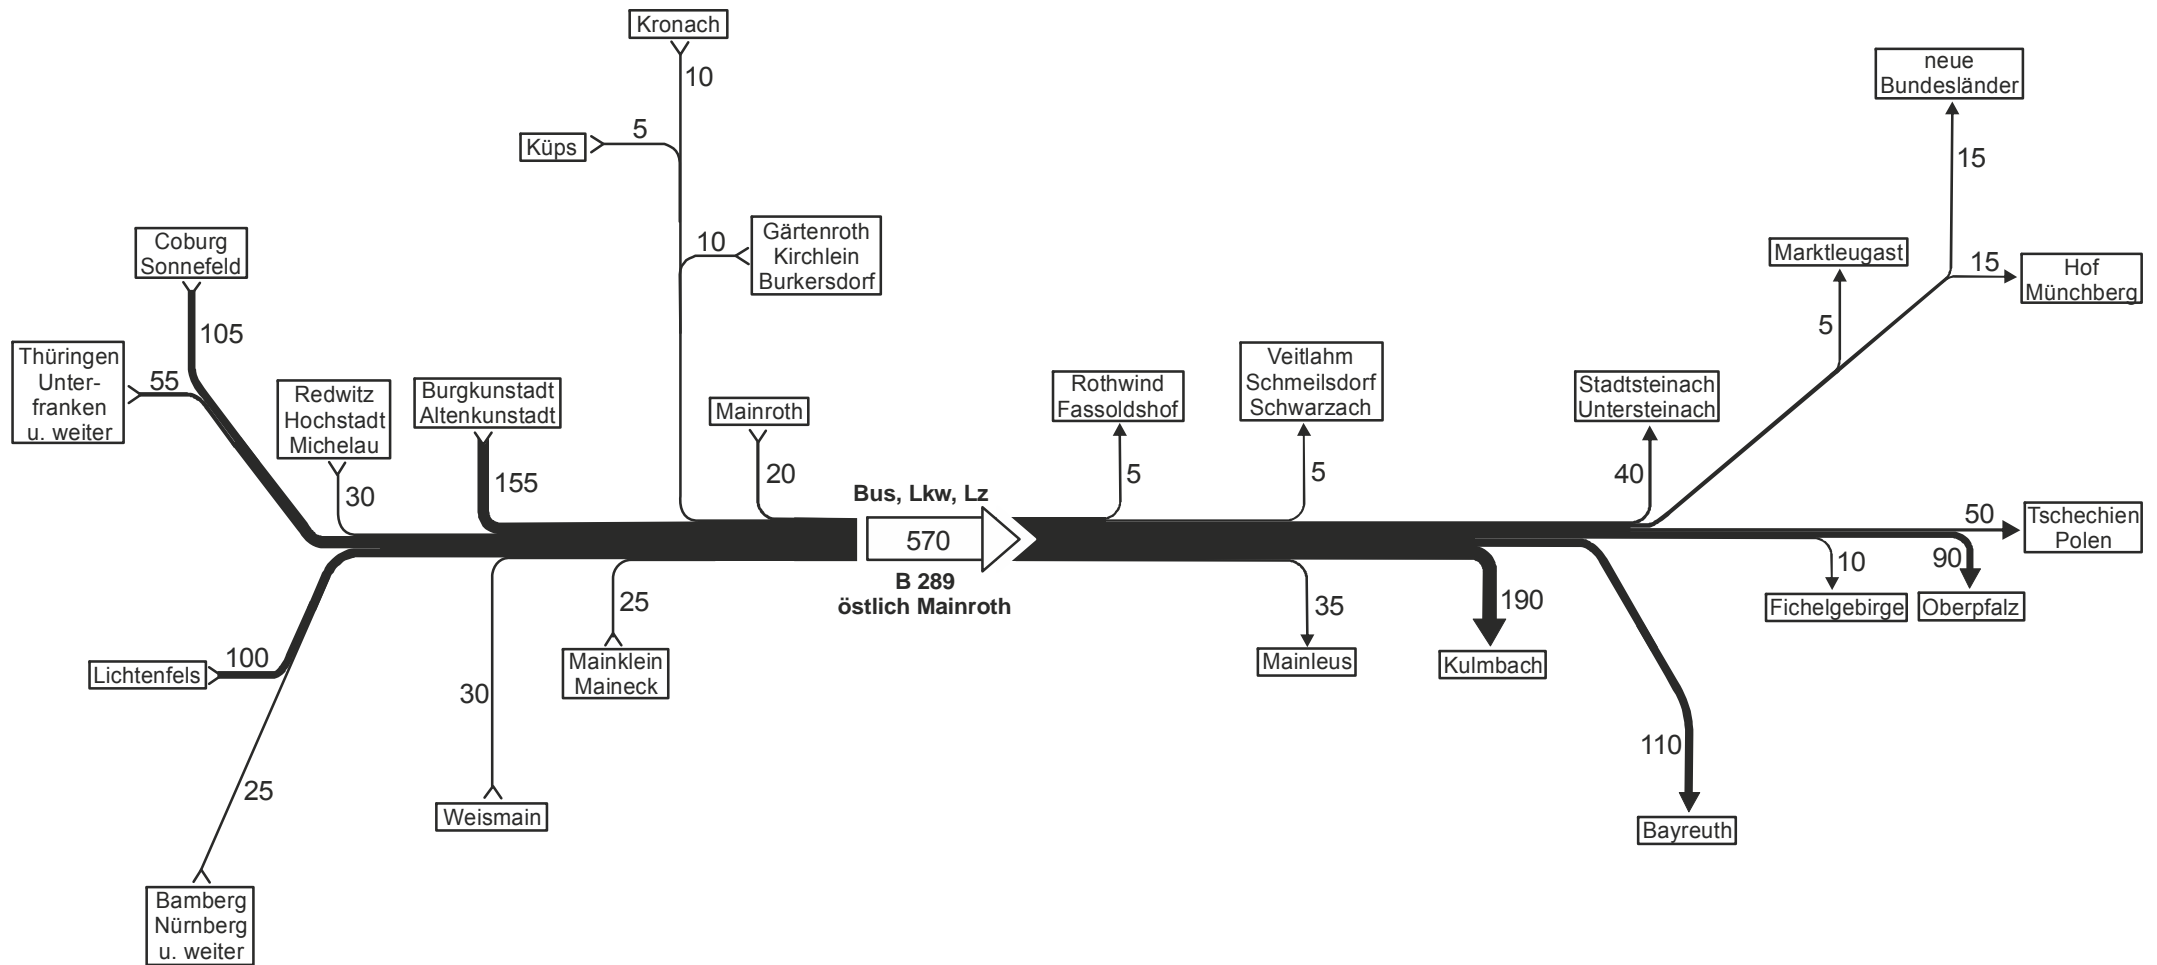 Kronach
10
neue
Bundesländer
5
Küps
15
Coburg
Sonnefeld
10
Gärtenroth
Kirchlein
Burkersdorf
Marktleugast
15
Hof
Münchberg
105
5
Thüringen
Unter-
franken
u. weiter
55
Redwitz
Hochstadt
Michelau
Burgkunstadt
Altenkunstadt
Mainroth
Rothwind
Fassoldshof
Veitlahm
Schmeilsdorf
Schwarzach
Stadtsteinach
Untersteinach
30
155
20
5
5
40
Bus, Lkw, Lz
570
B 289
östlich Mainroth
50
Tschechien
Polen
10
90
Fichelgebirge
Oberpfalz
25
35
190
Lichtenfels
100
Mainklein
Maineck
Mainleus
Kulmbach
30
110
25
Weismain
Bayreuth
Bamberg
Nürnberg
u. weiter